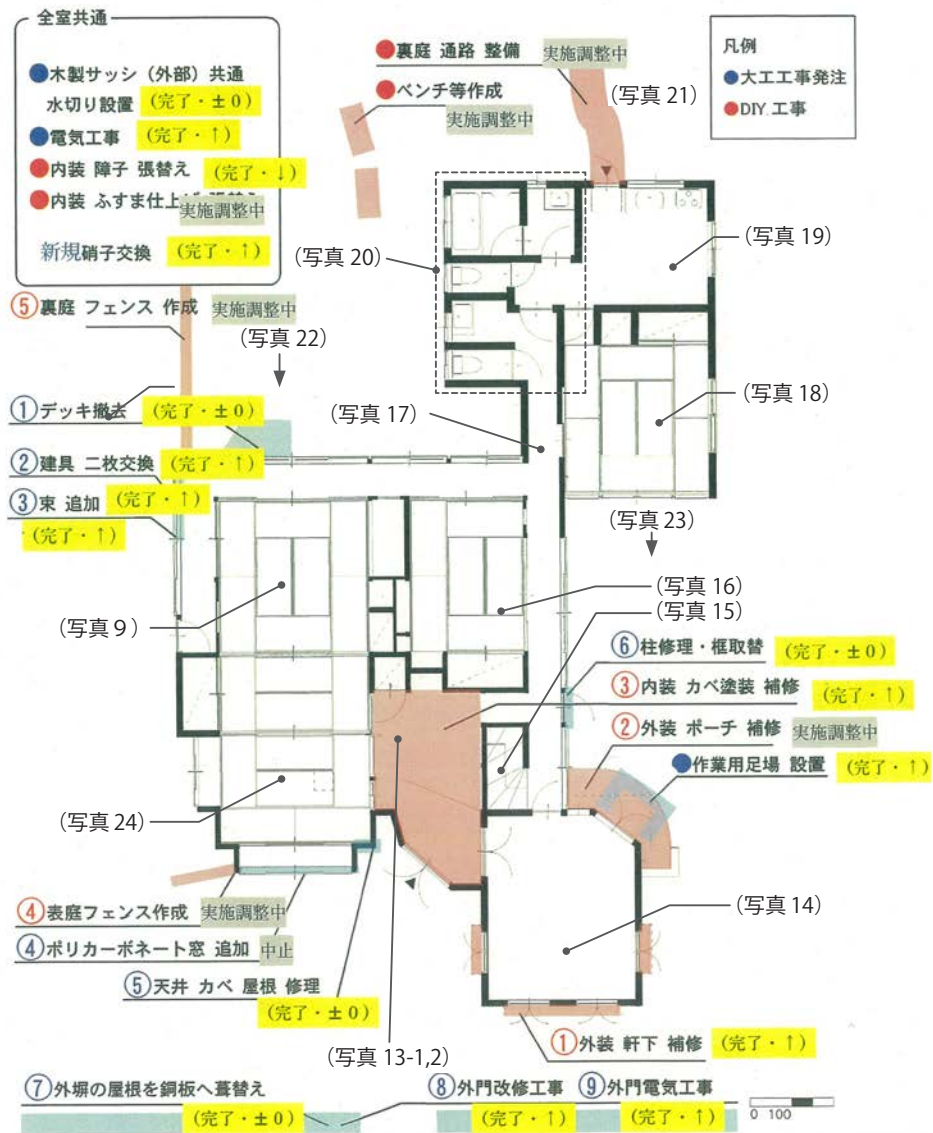 全室共通
●木製サッシ（外部）共通
水切り設置 （完了・±0）
●電気工事 （完了・↑）
●内装 障子 張替え （完了・↓）
●内装 ふすま仕上げ 実施調整中
新規硝子交換 （完了・↑）
●裏庭 通路 整備 実施調整中
●ベンチ等作成
実施調整中
（写真 21）
凡例
●大工工事発注
●DIY 工事
（写真 20）
（写真 19）
⑤裏庭 フェンス 作成 実施調整中
（写真 22）
①デッキ撤去 （完了・±0）
（写真 17）
（写真 18）
②建具 二枚交換 （完了・↑）
③束 追加 （完了・↑）
（完了・↑）
（写真 23）
（写真 9）
（写真 16）
（写真 15）
⑥柱修理・框取替 （完了・±0）
③内装 カベ塗装 補修 （完了・↑）
②外装 ポーチ 補修 実施調整中
●作業用足場 設置 （完了・↑）
（写真 24）
④表庭フェンス作成 実施調整中
④ポリカーボネート窓 追加 中止
（写真 14）
⑤天井 カベ 屋根 修理
（完了・±0）
（写真 13-1,2）
①外装 軒下 補修 （完了・↑）
⑦外塀の屋根を銅板へ葺替え
（完了・±0）
⑧外門改修工事 ⑨外門電気工事
（完了・↑） （完了・↑）
0 100